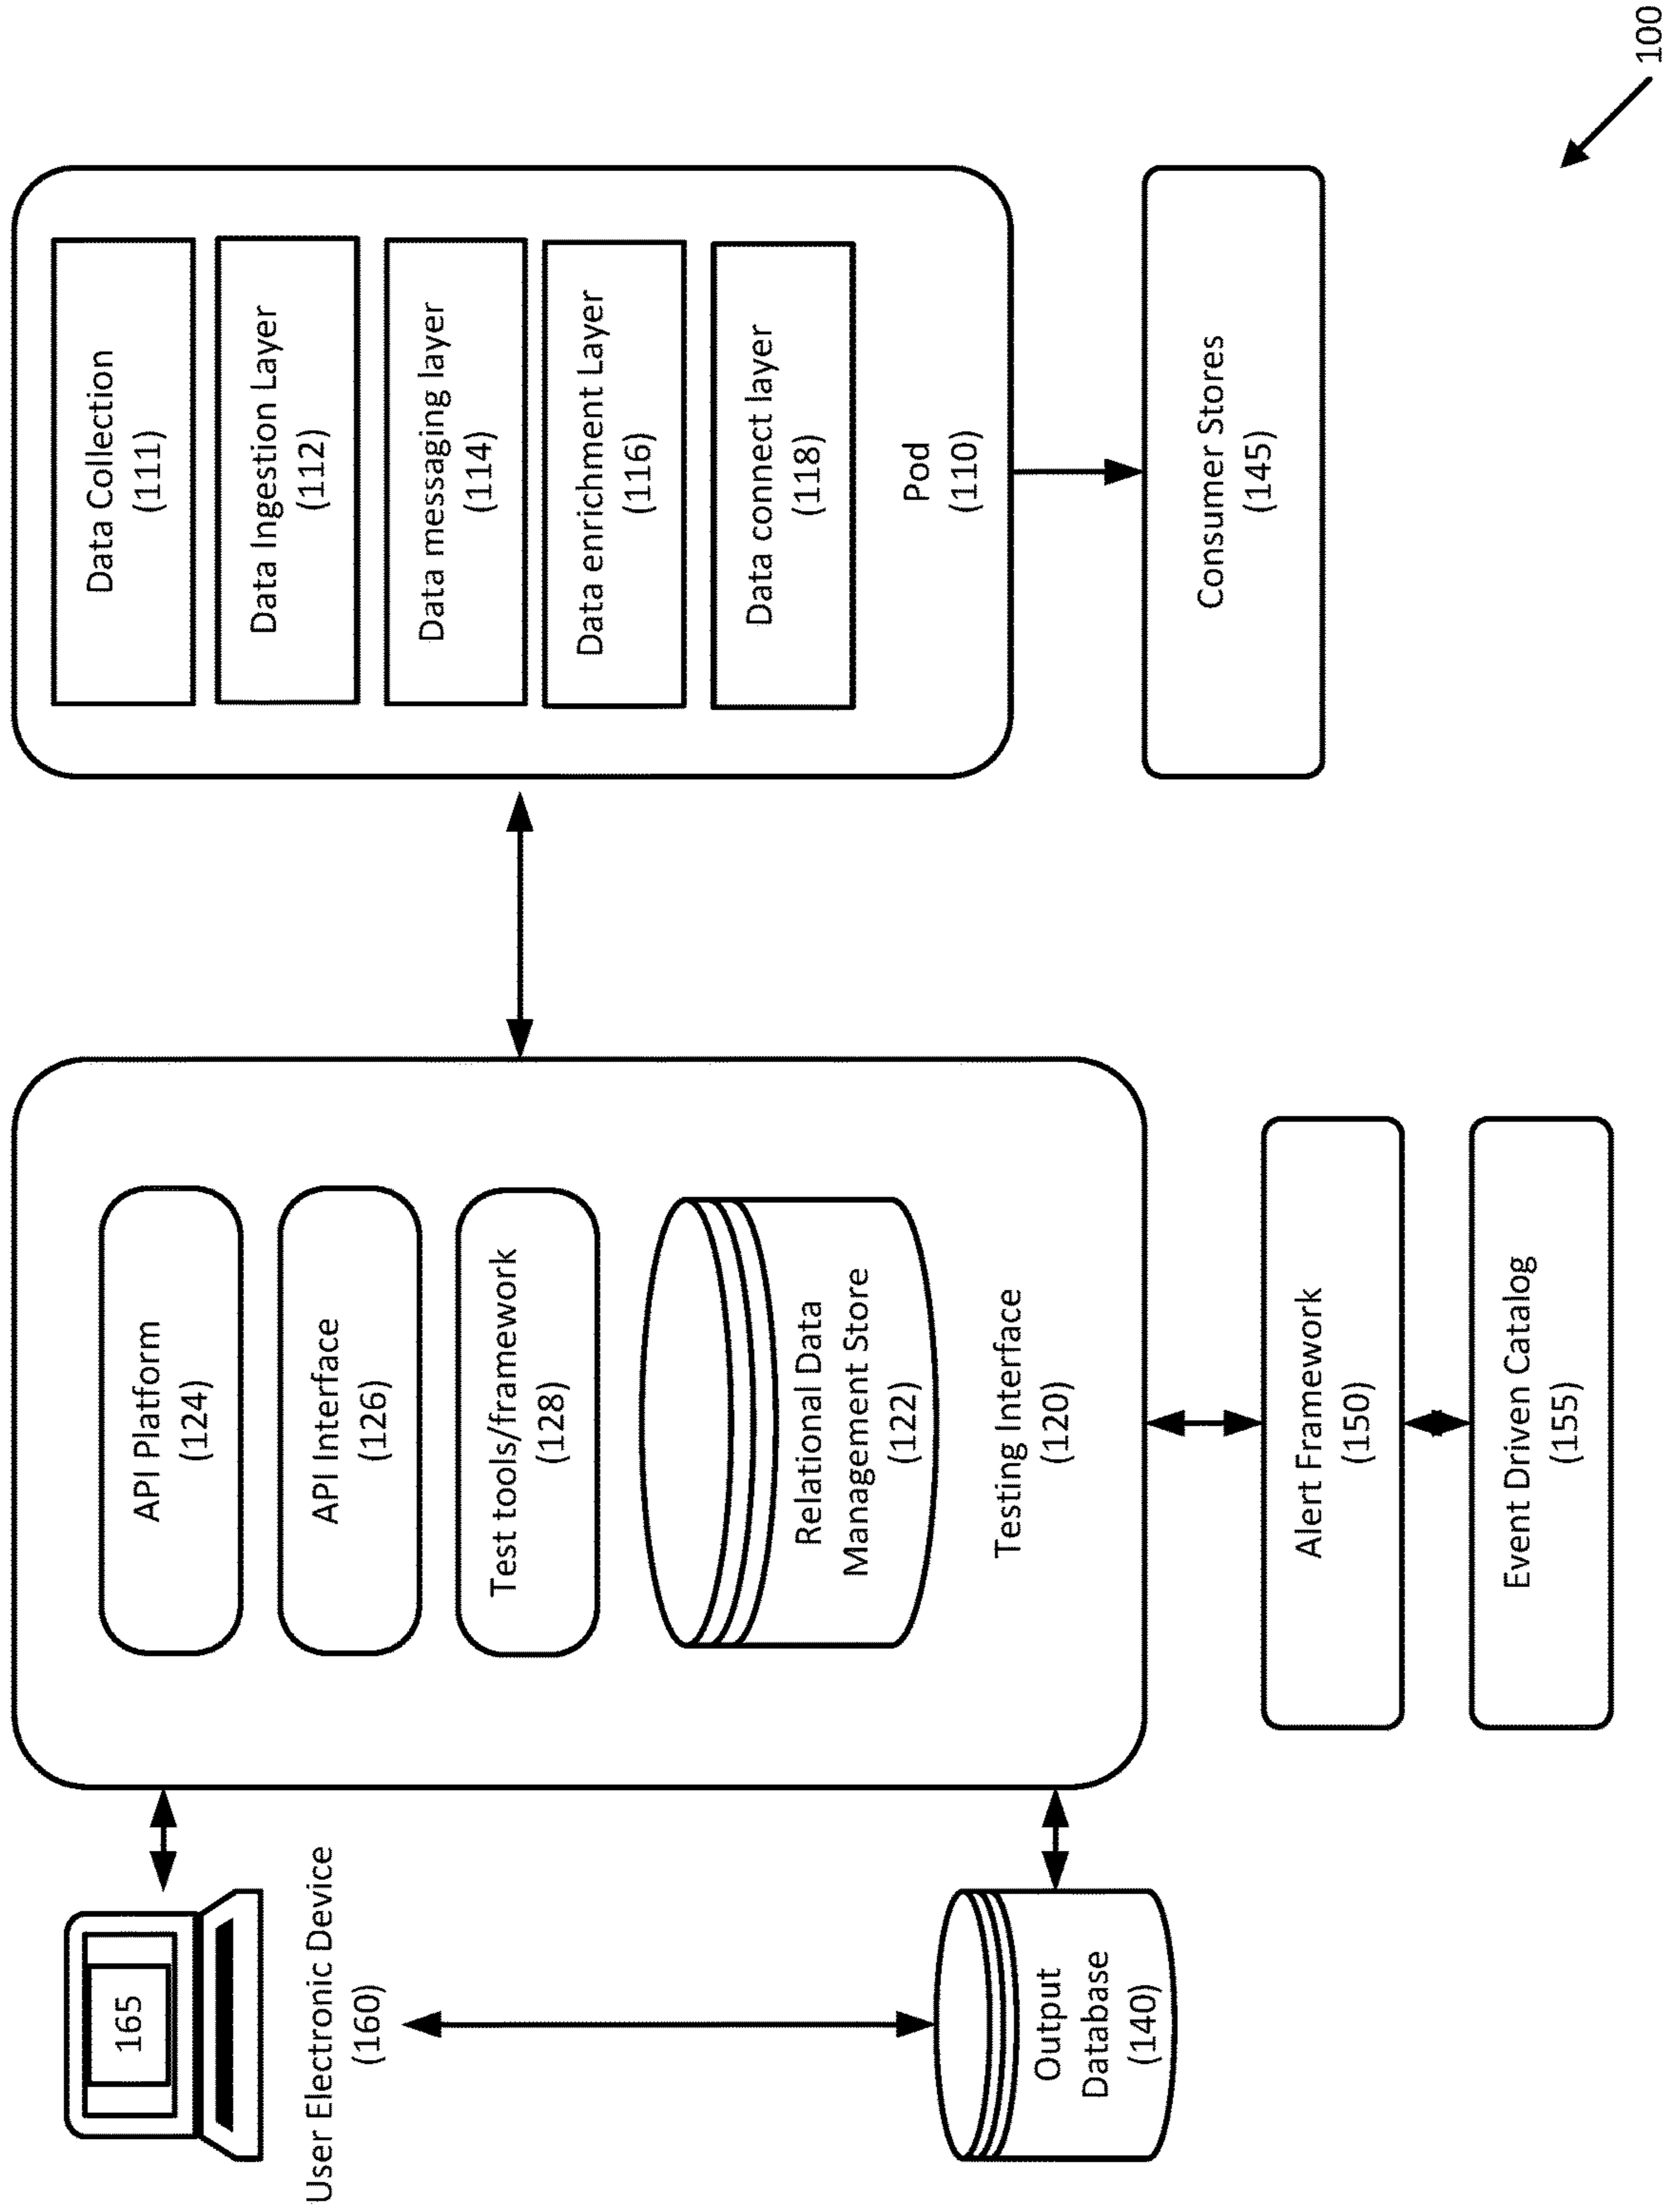 165
User Electronic Device
(160)
Output
Database
(140)
API Platform
(124)
API Interface
(126)
Test tools/framework
(128)
Relational Data
Management Store
(122)
Testing Interface
(120)
Alert Framework
(150)
Event Driven Catalog
(155)
Data Collection
(111)
Data Ingestion Layer
(112)
Data messaging layer
(114)
Data enrichment Layer
(116)
Data connect layer
(118)
Pod
(110)
Consumer Stores
(145)
100